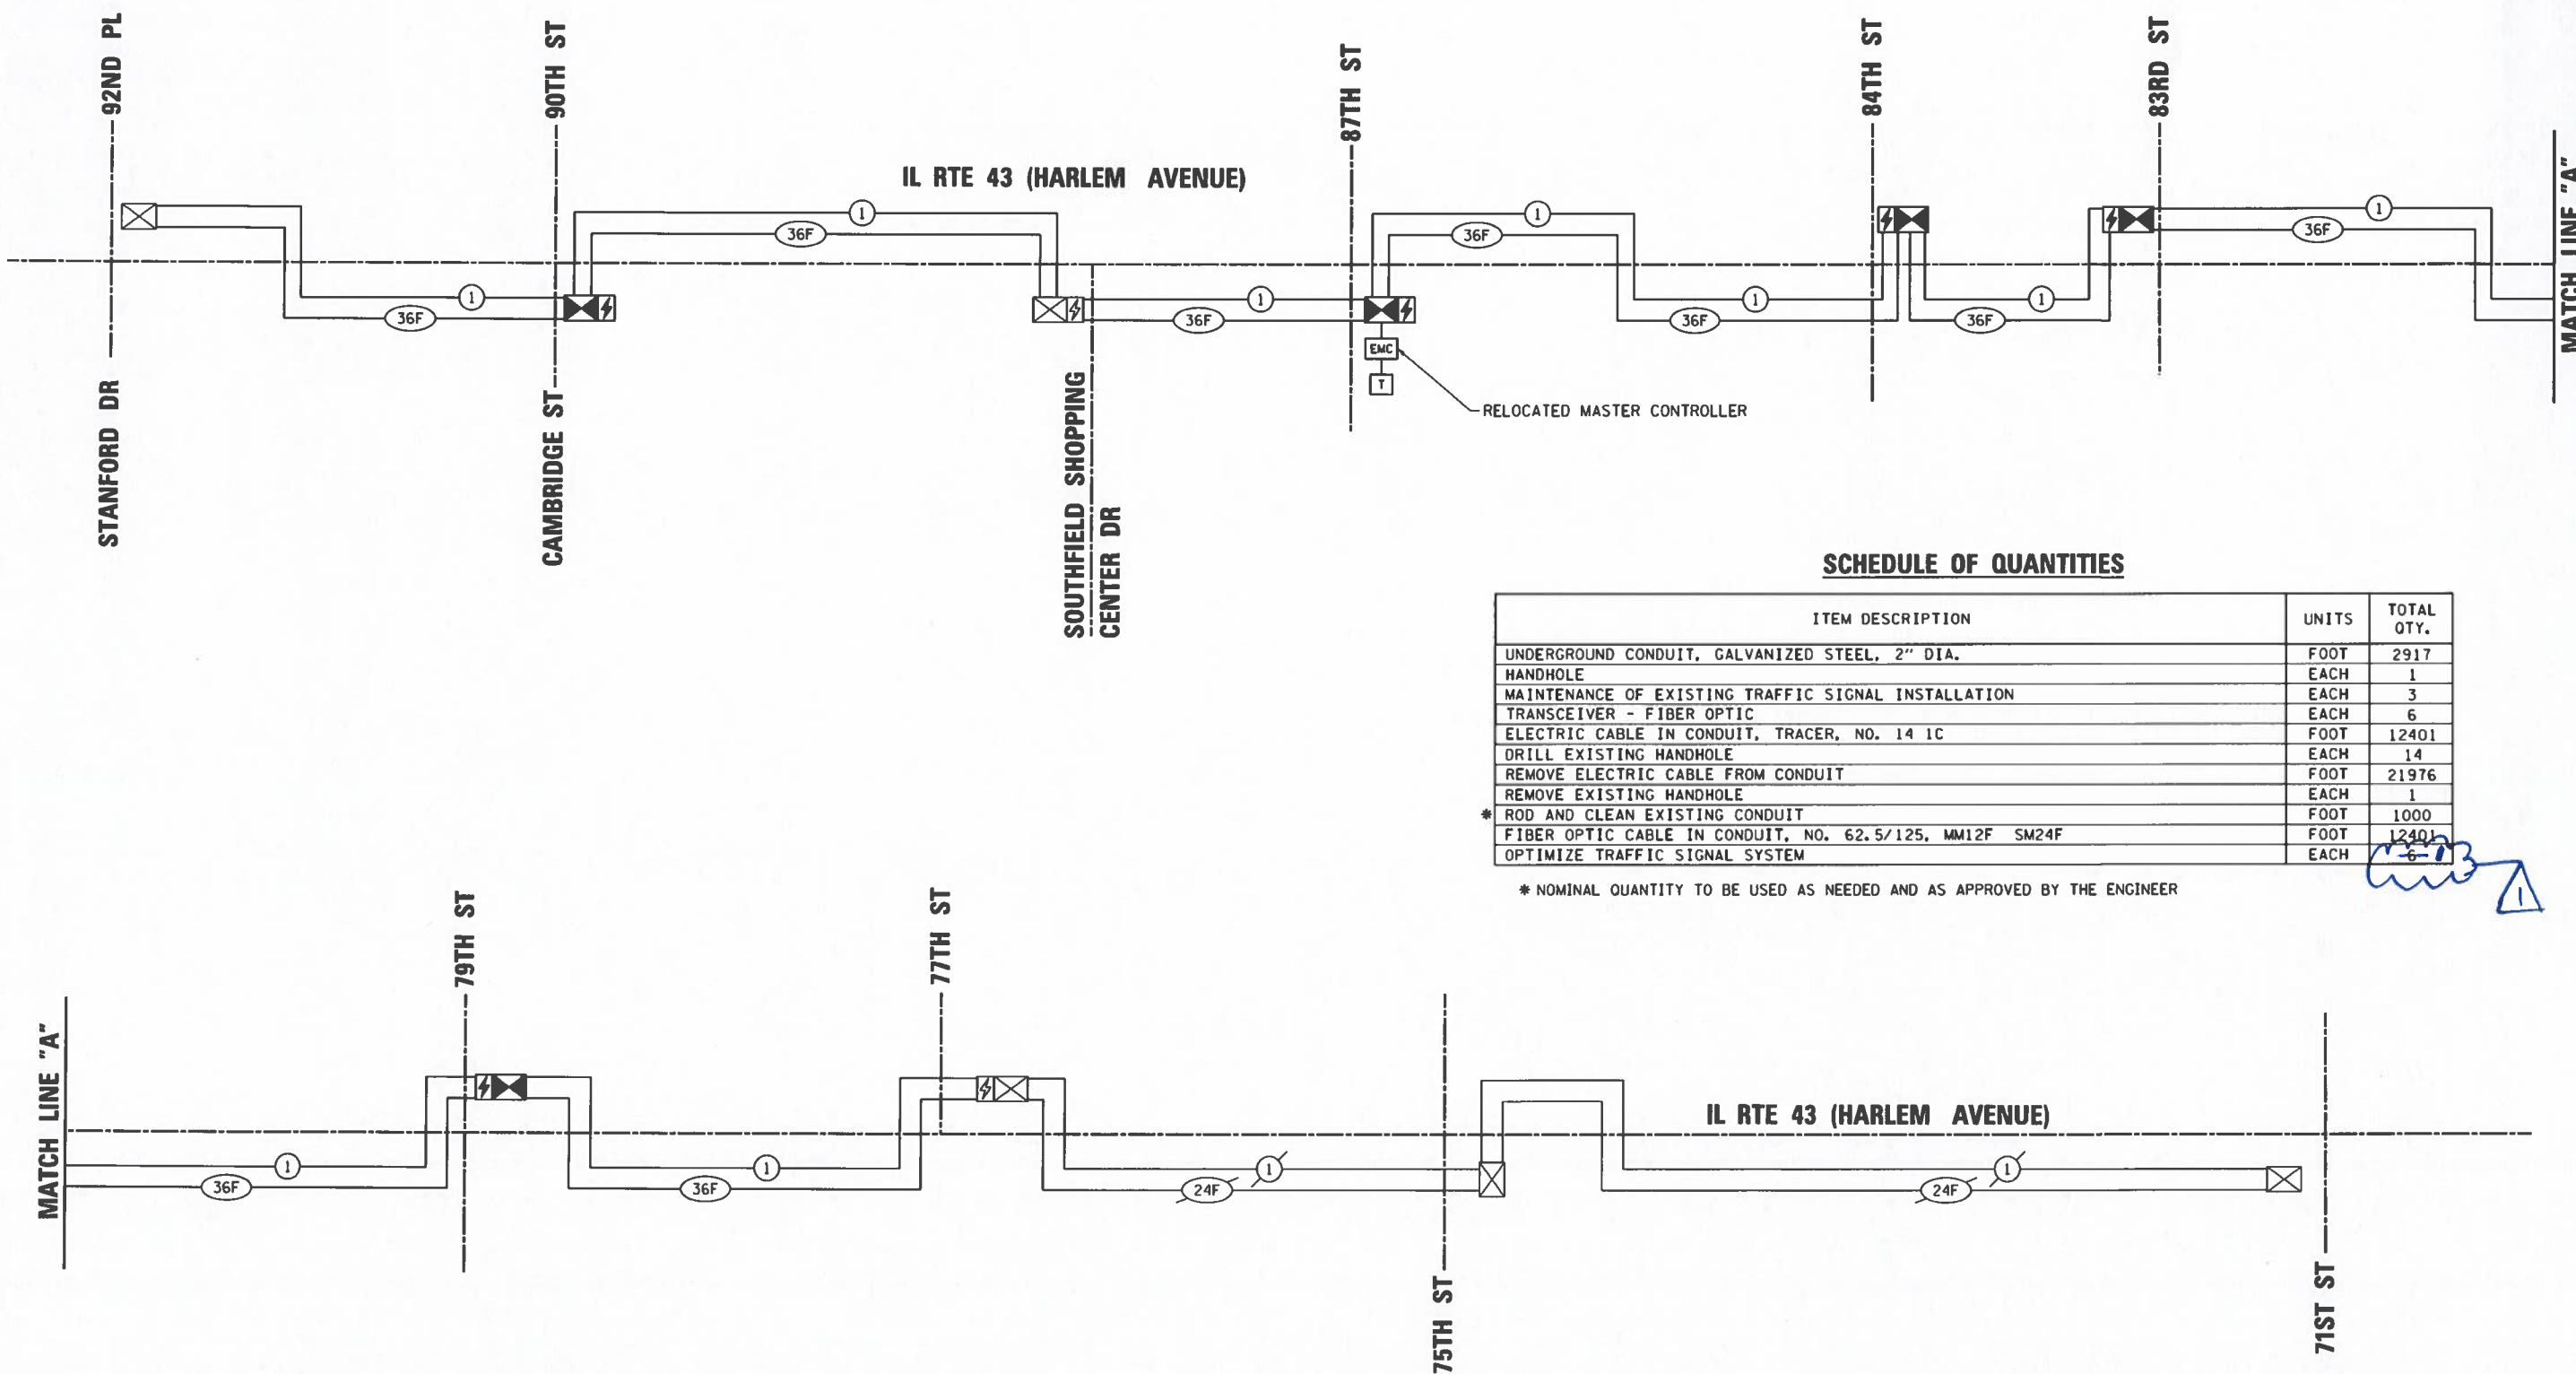 92ND PL
90TH ST
87TH ST
84TH ST
83RD ST
IL RTE 43 (HARLEM AVENUE)
MATCH LINE "A"
1
36F
1
36F
1
36F
1
36F
1
36F
1
36F
1
36F
EMC
T
RELOCATED MASTER CONTROLLER
STANFORD DR
CAMBRIDGE ST
SOUTHFIELD SHOPPING
CENTER DR
SCHEDULE OF QUANTITIES
ITEM DESCRIPTION UNITS TOTAL QTY.
UNDERGROUND CONDUIT, GALVANIZED STEEL, 2" DIA. FOOT 2917
HANDHOLE EACH 1
MAINTENANCE OF EXISTING TRAFFIC SIGNAL INSTALLATION EACH 3
TRANSCEIVER - FIBER OPTIC EACH 6
ELECTRIC CABLE IN CONDUIT, TRACER, NO. 14 1C FOOT 12401
DRILL EXISTING HANDHOLE EACH 14
REMOVE ELECTRIC CABLE FROM CONDUIT FOOT 21976
REMOVE EXISTING HANDHOLE EACH 1
* ROD AND CLEAN EXISTING CONDUIT FOOT 1000
FIBER OPTIC CABLE IN CONDUIT, NO. 62.5/125, MM12F SM24F FOOT 12401
OPTIMIZE TRAFFIC SIGNAL SYSTEM EACH 6 1
1
* NOMINAL QUANTITY TO BE USED AS NEEDED AND AS APPROVED BY THE ENGINEER
79TH ST
77TH ST
MATCH LINE "A"
IL RTE 43 (HARLEM AVENUE)
1
36F
1
36F
1
24F
1
24F
75TH ST
71ST ST